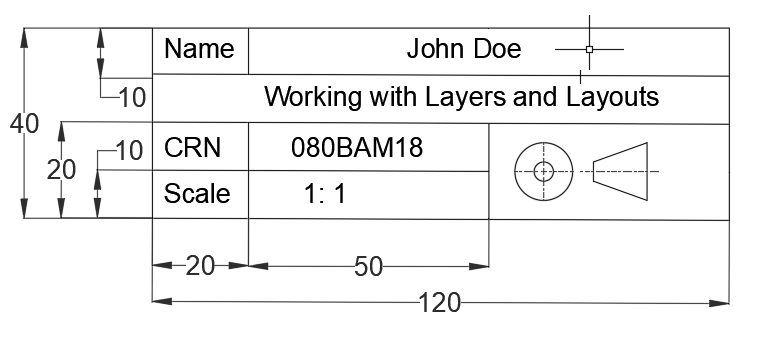 Name John Doe
10
Working with Layers and Layouts
40
10 CRN 080BAM18
20
Scale 1: 1
20 50
120